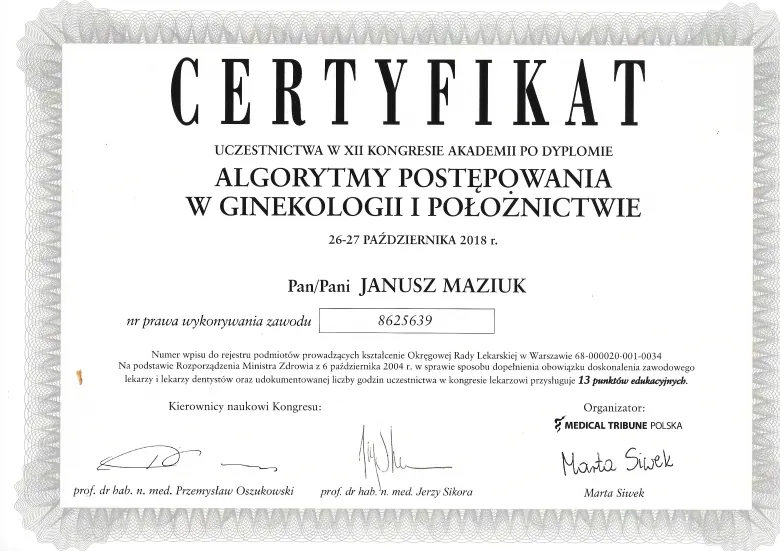 CERTYFIKAT
UCZESTNICTWA W XII KONGRESIE AKADEMII PO DYPLOMIE
ALGORYTMY POSTĘPOWANIA
W GINEKOLOGII I POŁOŻNICTWIE
26-27 PAŹDZIERNIKA 2018 r.
Pan/Pani JANUSZ MAZIUK
nr prawa wykonywania zawodu 8625639
Numer wpisu do rejestru podmiotów prowadzących kształcenie Okręgowej Rady Lekarskiej w Warszawie 68-000020-001-0034
Na podstawie Rozporządzenia Ministra Zdrowia z 6 października 2004 r. w sprawie sposobu dopełnienia obowiązku doskonalenia zawodowego
lekarzy i lekarzy dentystów oraz udokumentowanej liczby godzin uczestnictwa w kongresie lekarzowi przysługuje 13 punktów edukacyjnych.
Kierownicy naukowi Kongresu:
Organizator:
MEDICAL TRIBUNE POLSKA
Marta Siwek
prof. dr hab. n. med. Przemysław Oszukowski
prof. dr hab. n. med. Jerzy Sikora
Marta Siwek